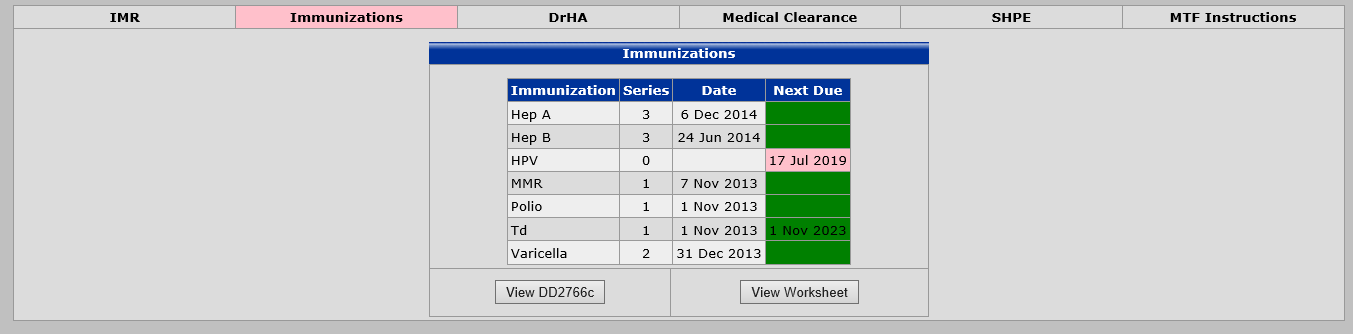 IMR Immunizations DrHA Medical Clearance SHPE MTF Instructions
Immunizations
Immunization Series Date Next Due
Hep A 3 6 Dec 2014
Hep B 3 24 Jun 2014
HPV 0 17 Jul 2019
MMR 1 7 Nov 2013
Polio 1 1 Nov 2013
Td 1 1 Nov 2013 1 Nov 2023
Varicella 2 31 Dec 2013
View DD2766c View Worksheet